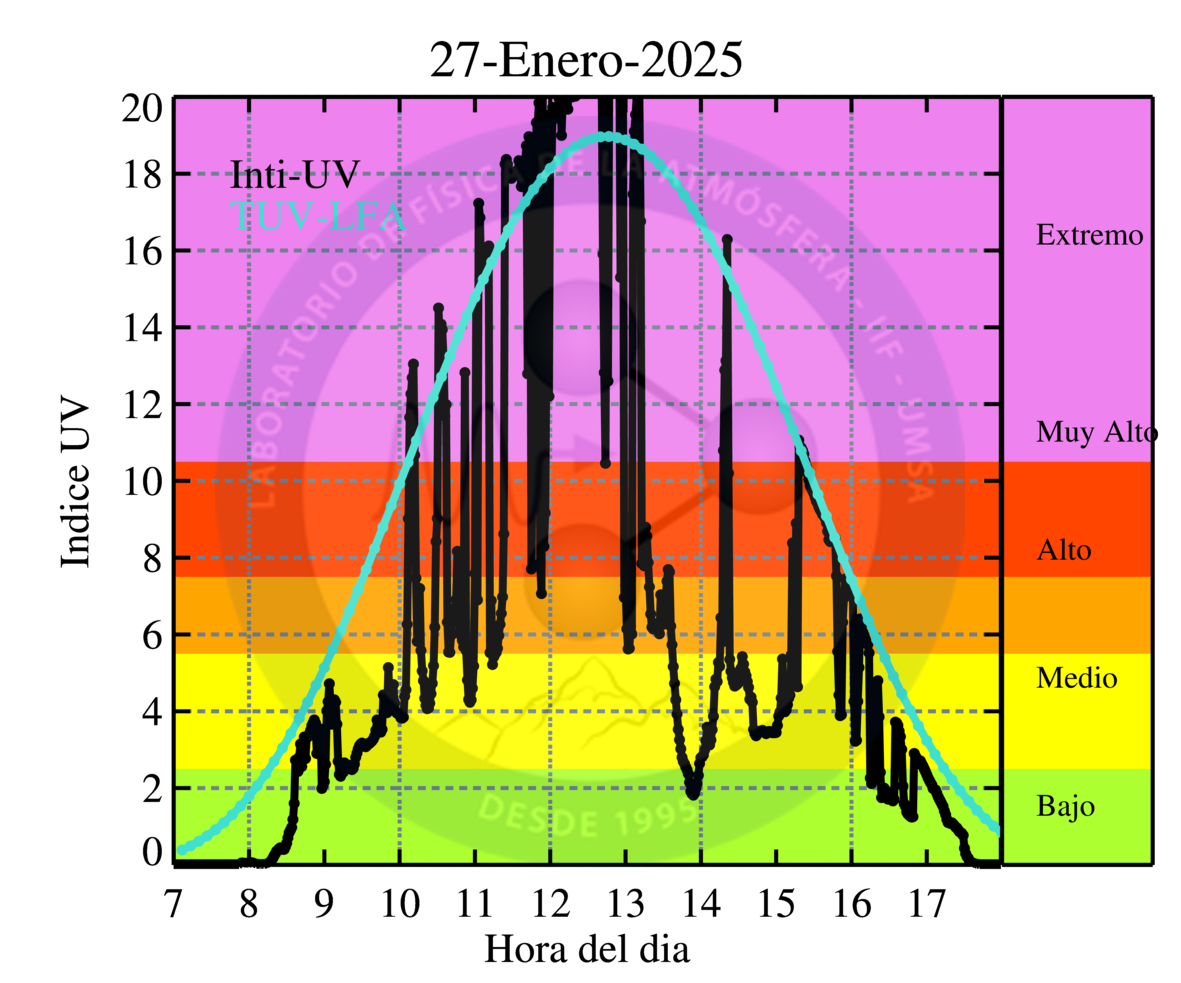 27-Enero-2025
Inti-UV
TUV-LFA
Indice UV
20
18
16
14
12
10
8
6
4
2
0
7 8 9 10 11 12 13 14 15 16 17
Hora del dia
Extremo
Muy Alto
Alto
Medio
Bajo
LABORATORIO DE FÍSICA DE LA ATMÓSFERA - IIF - UMSA
DESDE 1995